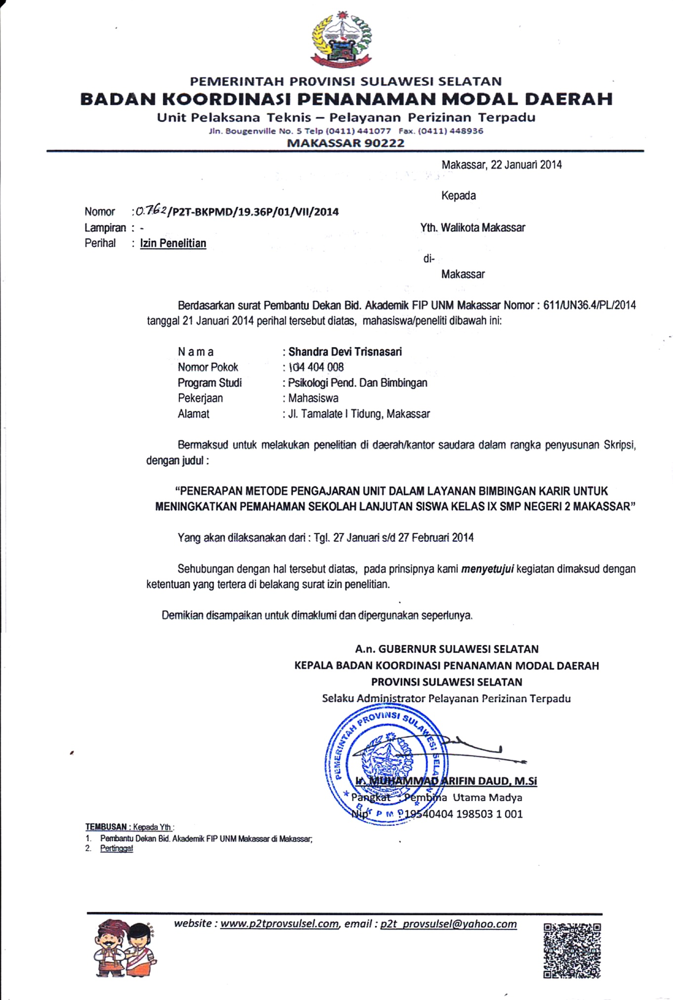 PEMERINTAH PROVINSI SULAWESI SELATAN
BADAN KOORDINASI PENANAMAN MODAL DAERAH
Unit Pelaksana Teknis – Pelayanan Perizinan Terpadu
Jln. Bougenville No. 5 Telp (0411) 441077 Fax. (0411) 448936
MAKASSAR 90222
Makassar, 22 Januari 2014
Kepada
Nomor : 0.762/P2T-BKPMD/19.36P/01/VII/2014
Lampiran : -
Yth. Walikota Makassar
Perihal : Izin Penelitian
di-
Makassar
Berdasarkan surat Pembantu Dekan Bid. Akademik FIP UNM Makassar Nomor : 611/UN36.4/PL/2014
tanggal 21 Januari 2014 perihal tersebut diatas, mahasiswa/peneliti dibawah ini:
N a m a : Shandra Devi Trisnasari
Nomor Pokok : 104 404 008
Program Studi : Psikologi Pend. Dan Bimbingan
Pekerjaan : Mahasiswa
Alamat : Jl. Tamalate I Tidung, Makassar
Bermaksud untuk melakukan penelitian di daerah/kantor saudara dalam rangka penyusunan Skripsi,
dengan judul :
“PENERAPAN METODE PENGAJARAN UNIT DALAM LAYANAN BIMBINGAN KARIR UNTUK
MENINGKATKAN PEMAHAMAN SEKOLAH LANJUTAN SISWA KELAS IX SMP NEGERI 2 MAKASSAR”
Yang akan dilaksanakan dari : Tgl. 27 Januari s/d 27 Februari 2014
Sehubungan dengan hal tersebut diatas, pada prinsipnya kami menyetujui kegiatan dimaksud dengan
ketentuan yang tertera di belakang surat izin penelitian.
Demikian disampaikan untuk dimaklumi dan dipergunakan seperlunya.
A.n. GUBERNUR SULAWESI SELATAN
KEPALA BADAN KOORDINASI PENANAMAN MODAL DAERAH
PROVINSI SULAWESI SELATAN
Selaku Administrator Pelayanan Perizinan Terpadu
PEMERINTAH PROVINSI SULAWESI SELATAN
BKPMD
Ir. MUHAMMAD ARIFIN DAUD, M.Si
Pangkat : Pembina Utama Madya
Nip : 19540404 198503 1 001
TEMBUSAN : Kepada Yth :
1. Pembantu Dekan Bid. Akademik FIP UNM Makassar di Makassar;
2. Pertinggal
website : www.p2tprovsulsel.com, email : p2t_provsulsel@yahoo.com